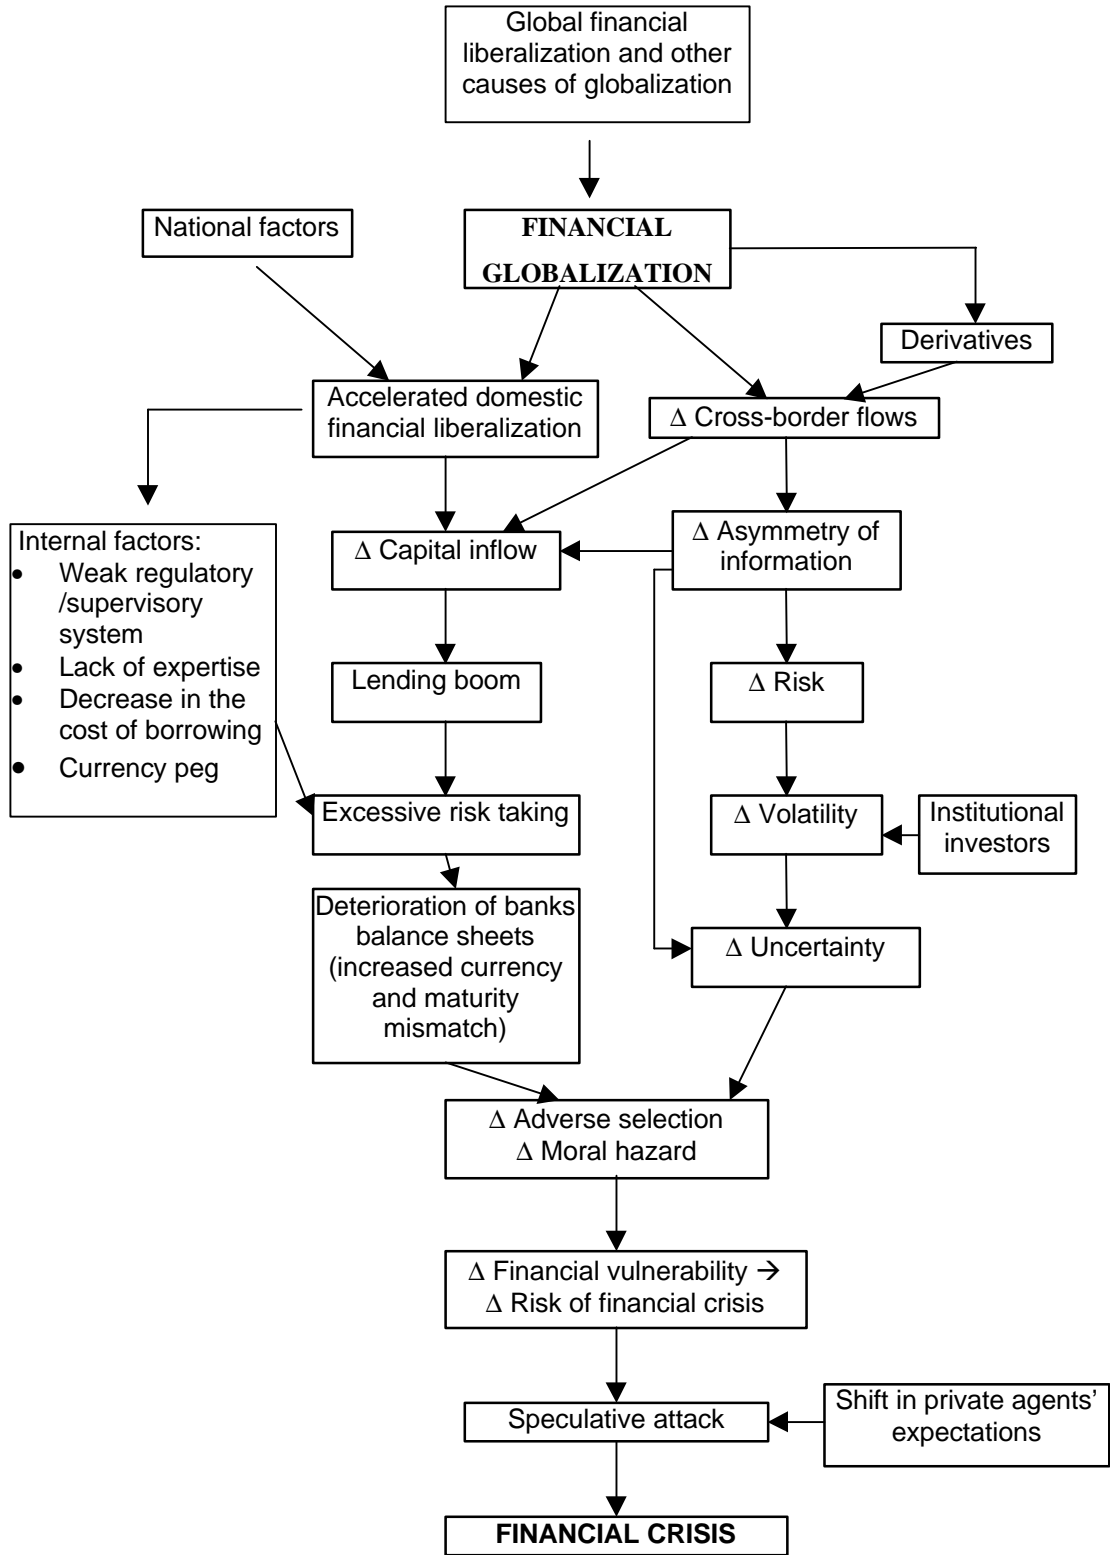 Global financial
liberalization and other
causes of globalization
National factors
FINANCIAL
GLOBALIZATION
Derivatives
Accelerated domestic
financial liberalization
Δ Cross-border flows
Internal factors:
• Weak regulatory
/supervisory
system
• Lack of expertise
• Decrease in the
cost of borrowing
• Currency peg
Δ Capital inflow
Δ Asymmetry of
information
Lending boom
Δ Risk
Excessive risk taking
Δ Volatility
Institutional
investors
Deterioration of banks
balance sheets
(increased currency
and maturity
mismatch)
Δ Uncertainty
Δ Adverse selection
Δ Moral hazard
Δ Financial vulnerability →
Δ Risk of financial crisis
Speculative attack
Shift in private agents’
expectations
FINANCIAL CRISIS